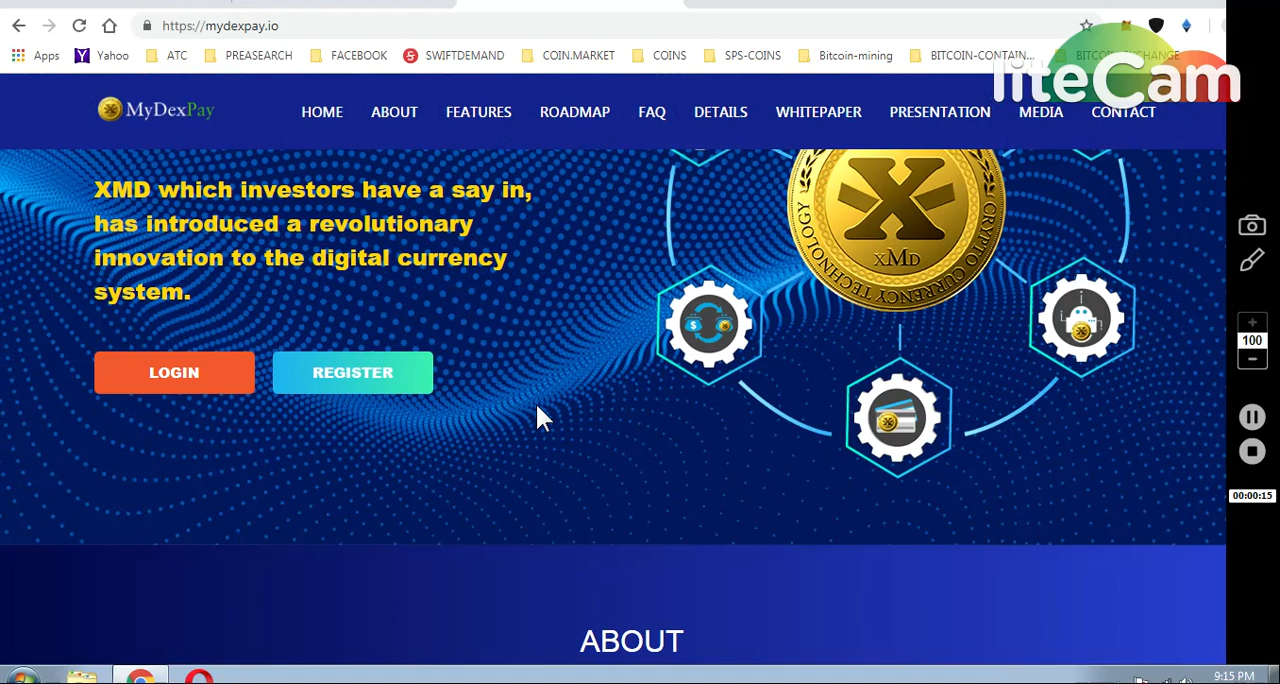 https://mydexpay.io
Apps Yahoo ATC PREASEARCH FACEBOOK SWIFTDEMAND COIN.MARKET COINS SPS-COINS Bitcoin-mining BITCOIN-CONTAIN... BITCOIN-EXCHANGE
liteCam
MyDexPay HOME ABOUT FEATURES ROADMAP FAQ DETAILS WHITEPAPER PRESENTATION MEDIA CONTACT
XMD which investors have a say in,
has introduced a revolutionary
innovation to the digital currency
system.
xMD
CRYPTO CURRENCY TECHNOLOGY
LOGIN REGISTER
100
00:00:15
ABOUT
9:15 PM